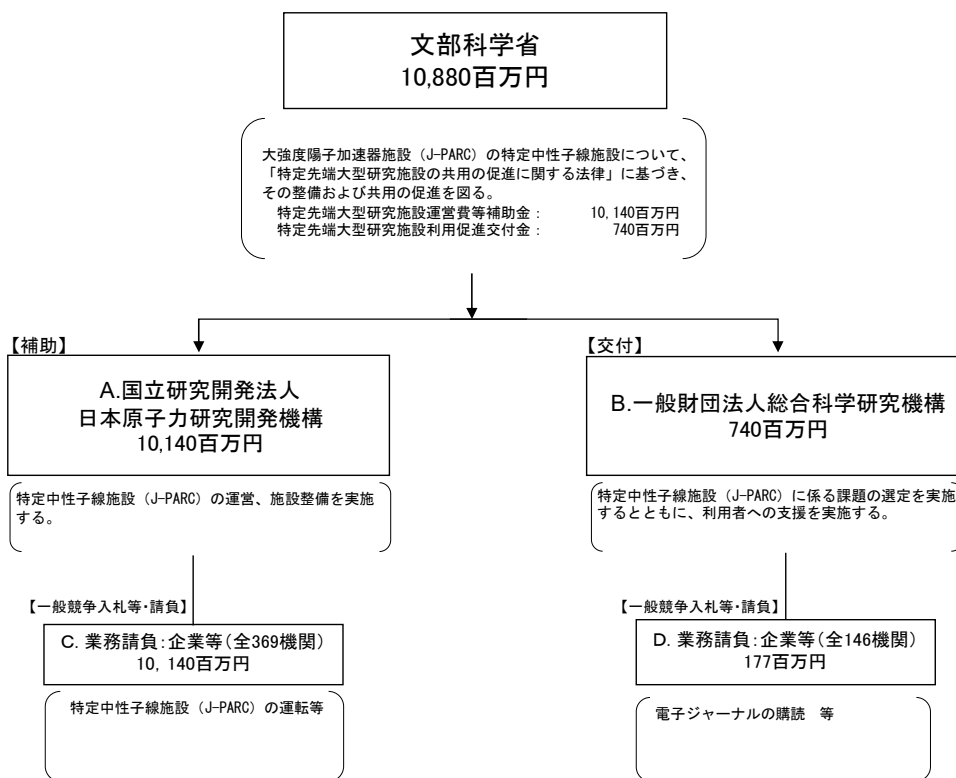 文部科学省
10,880百万円
大強度陽子加速器施設（J-PARC）の特定中性子線施設について、
「特定先端大型研究施設の共用の促進に関する法律」に基づき、
その整備および共用の促進を図る。
特定先端大型研究施設運営費等補助金： 10,140百万円
特定先端大型研究施設利用促進交付金： 740百万円
【補助】
A.国立研究開発法人
日本原子力研究開発機構
10,140百万円
特定中性子線施設（J-PARC）の運営、施設整備を実施
する。
【一般競争入札等・請負】
C. 業務請負：企業等（全369機関）
10, 140百万円
特定中性子線施設（J-PARC）の運転等
【交付】
B.一般財団法人総合科学研究機構
740百万円
特定中性子線施設（J-PARC）に係る課題の選定を実施
するとともに、利用者への支援を実施する。
【一般競争入札等・請負】
D. 業務請負：企業等（全146機関）
177百万円
電子ジャーナルの購読　等